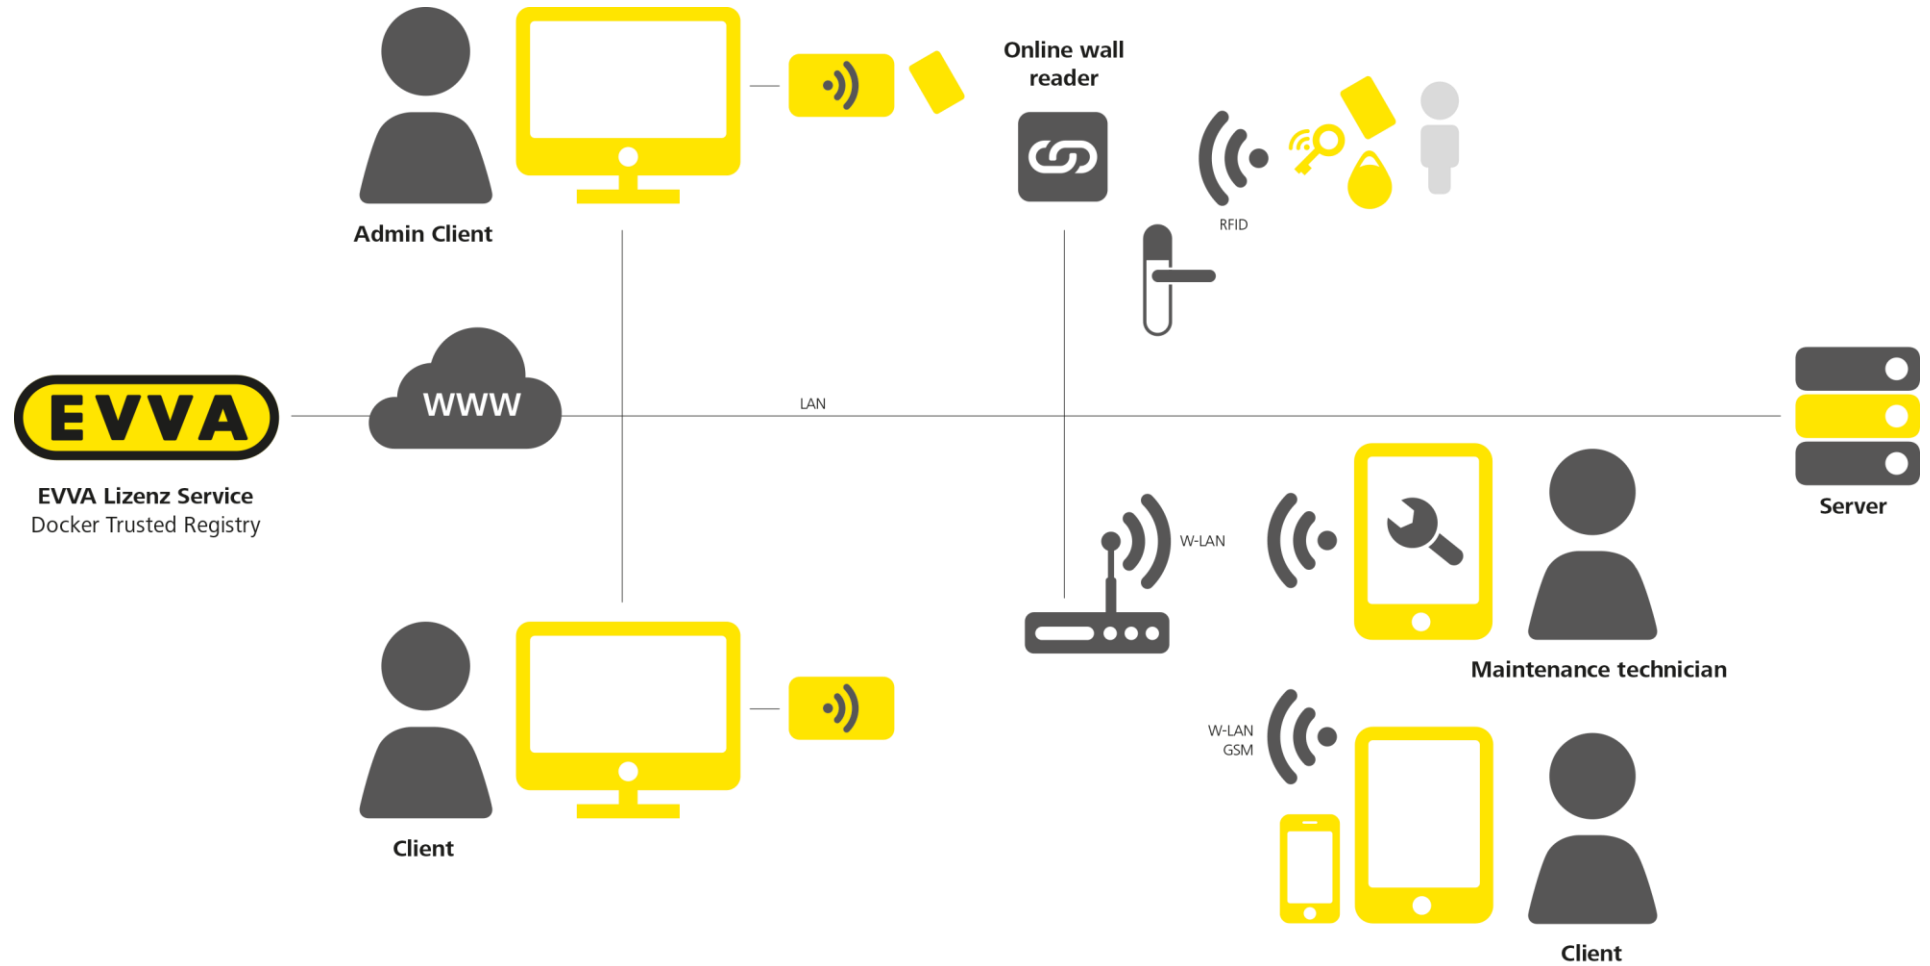 Online wall
reader
RFID
Admin Client
WWW
LAN
EVVA
EVVA Lizenz Service
Docker Trusted Registry
Server
W-LAN
Maintenance technician
W-LAN
GSM
Client
Client